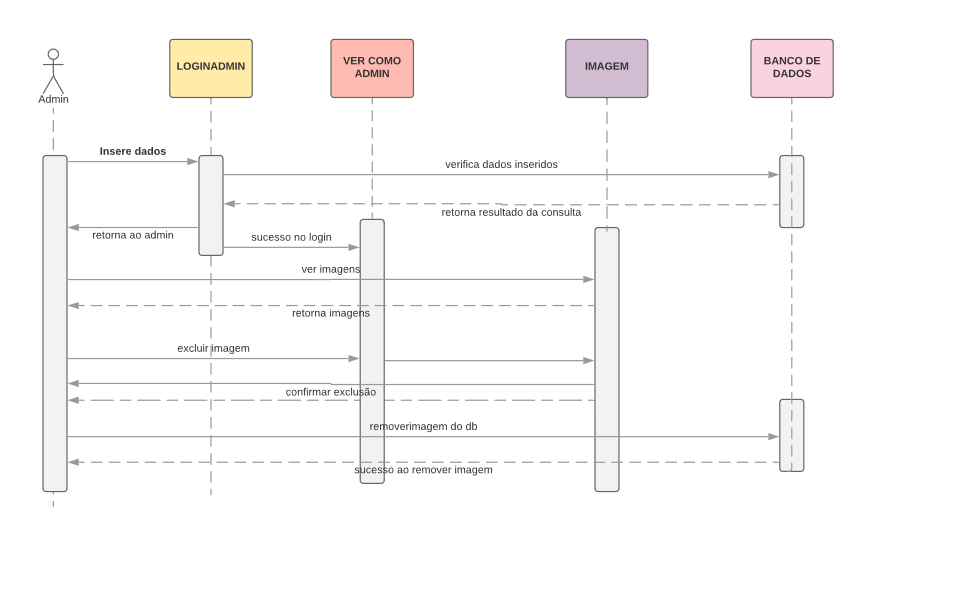 Admin
LOGINADMIN
VER COMO
ADMIN
IMAGEM
BANCO DE
DADOS
Insere dados
verifica dados inseridos
retorna resultado da consulta
retorna ao admin
sucesso no login
ver imagens
retorna imagens
excluir imagem
confirmar exclusão
removerimagem do db
sucesso ao remover imagem